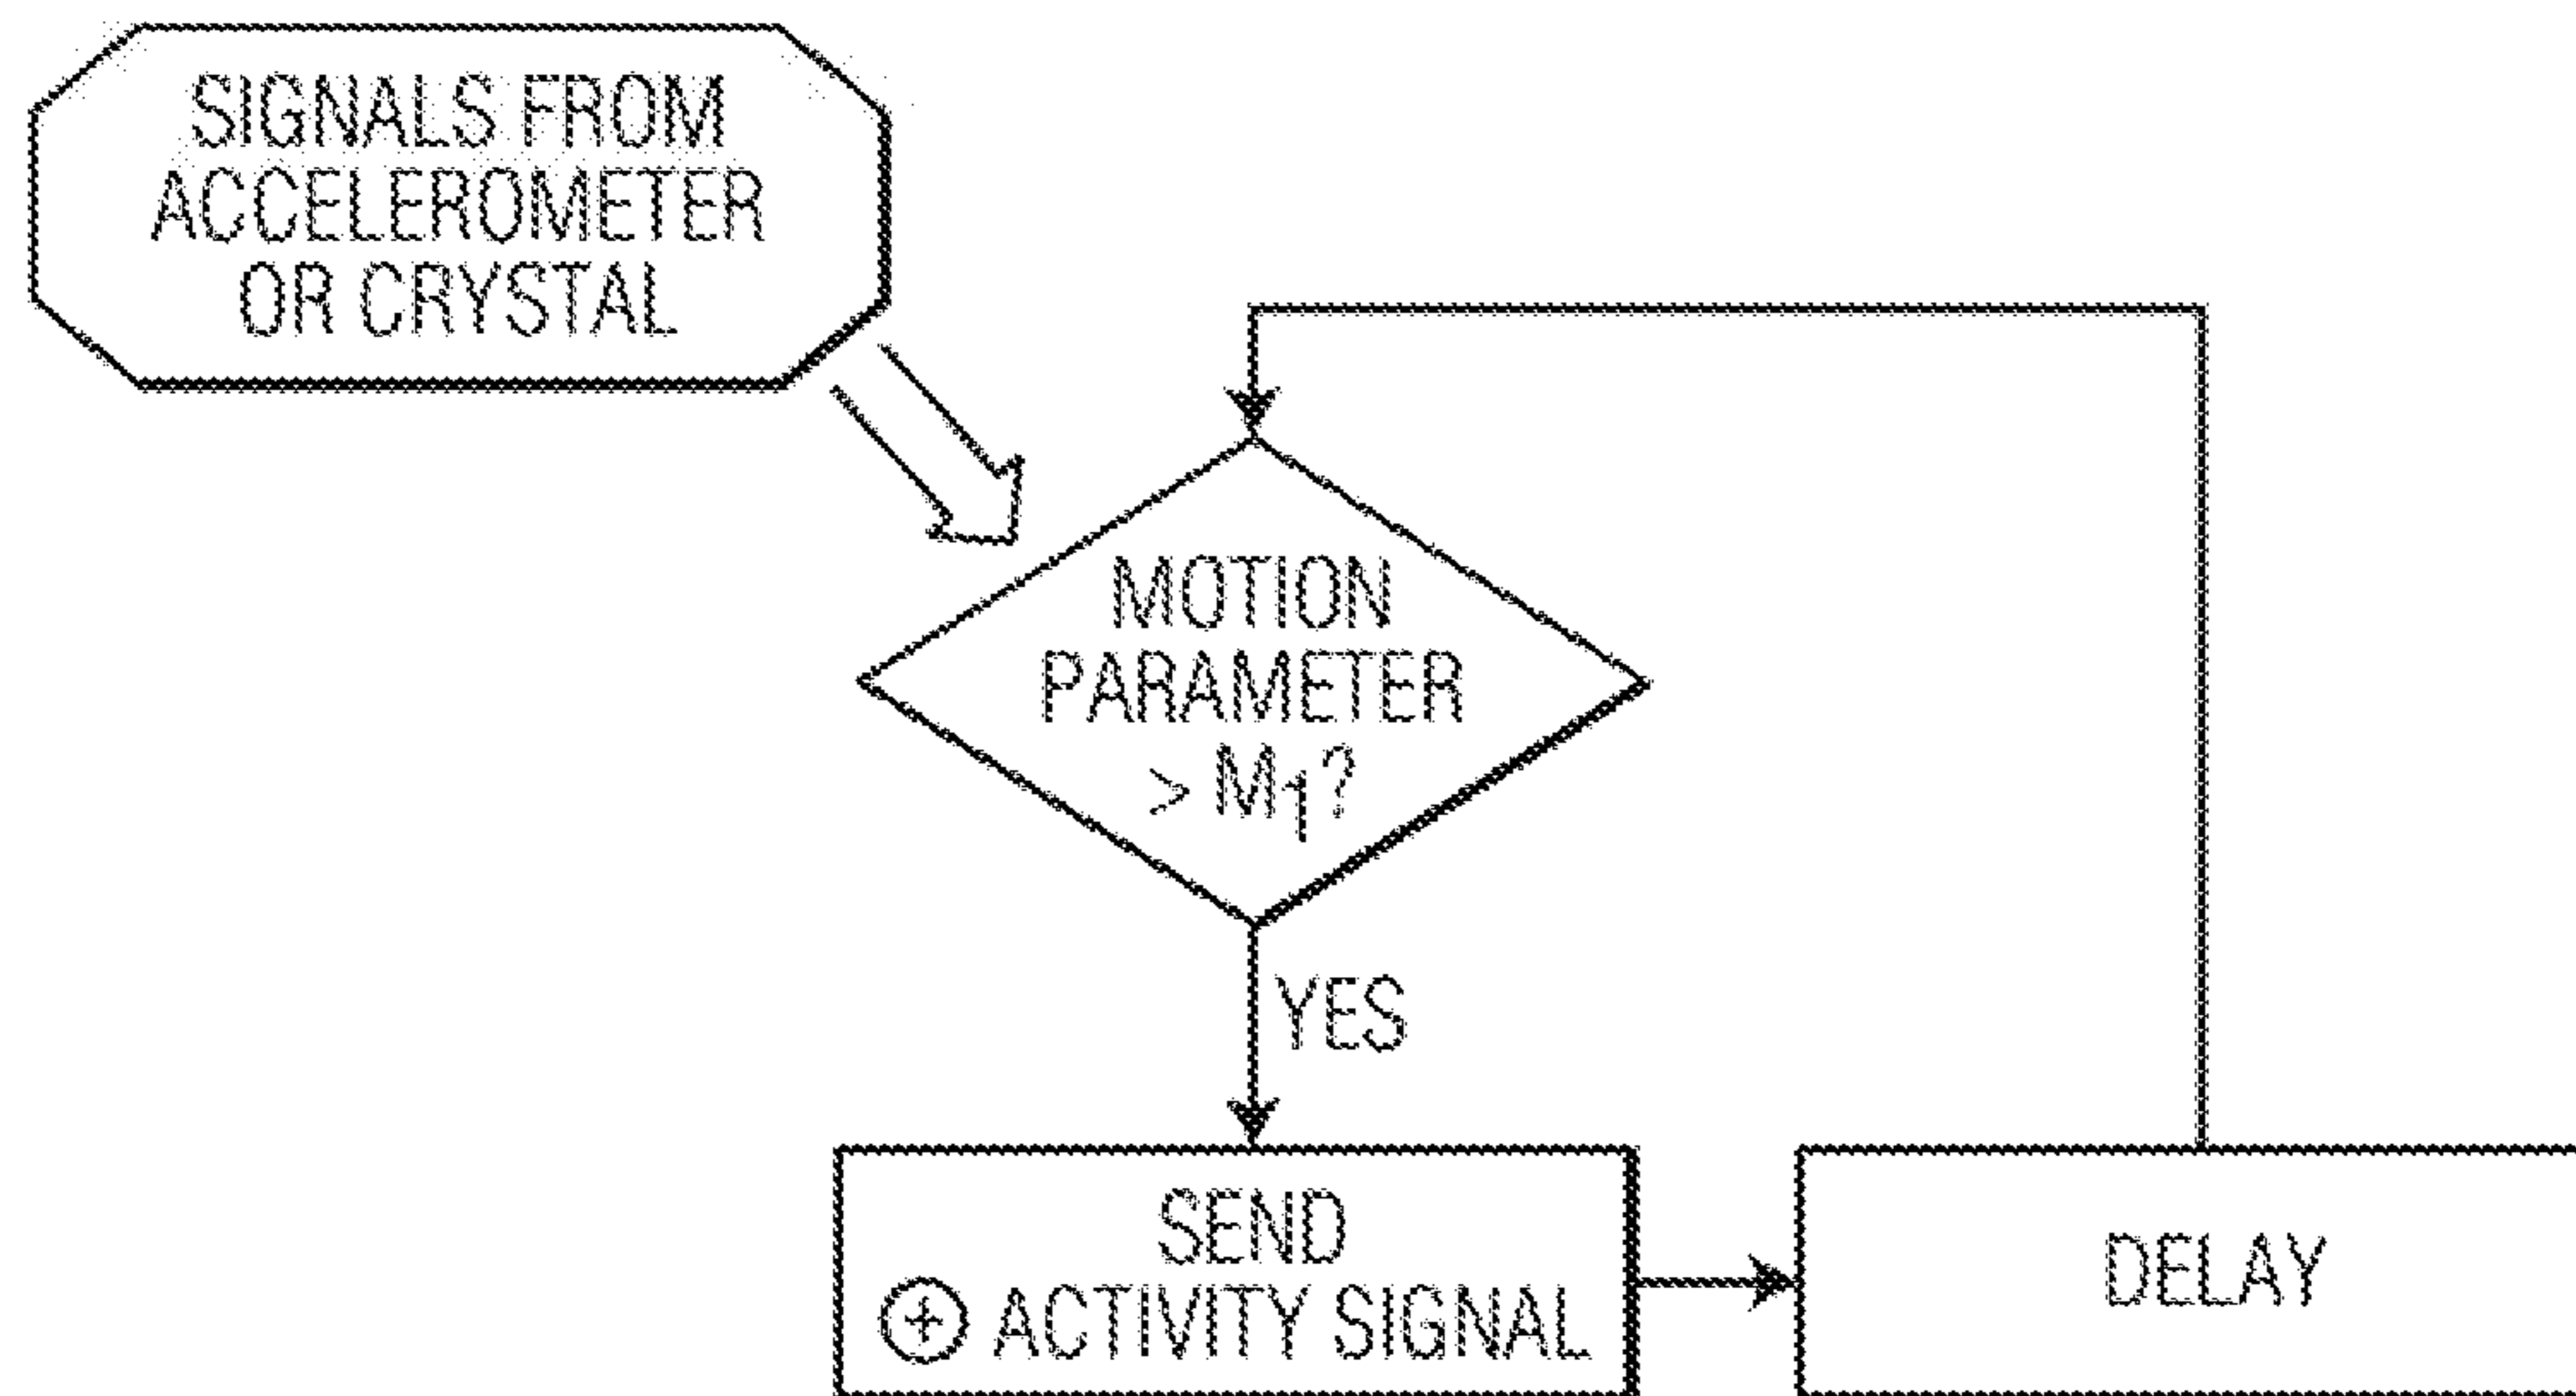 SIGNALS FROM
ACCELEROMETER
OR CRYSTAL
MOTION
PARAMETER
> M₁?
YES
SEND
⊕ ACTIVITY SIGNAL
DELAY